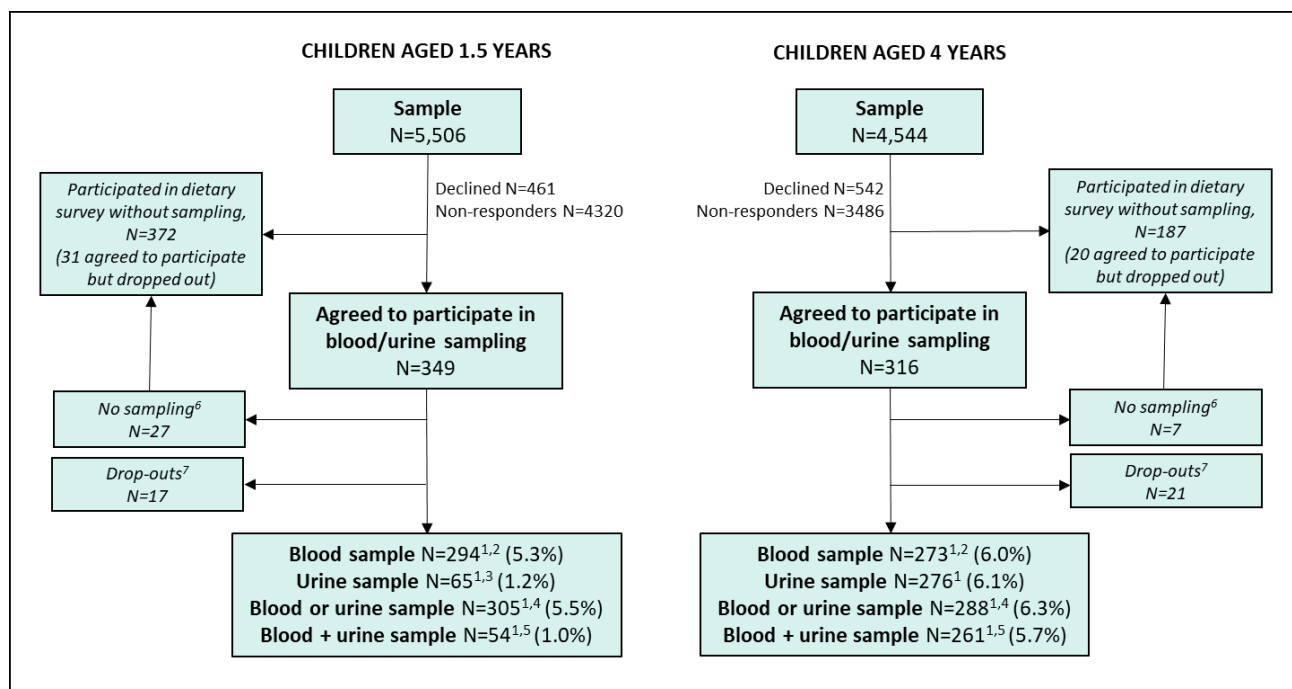 CHILDREN AGED 1.5 YEARS
Sample
N=5,506
Declined N=461
Non-responders N=4320
Participated in dietary
survey without sampling,
N=372
(31 agreed to participate
but dropped out)
Agreed to participate in
blood/urine sampling
N=349
No sampling⁶
N=27
Drop-outs⁷
N=17
Blood sample N=294¹,² (5.3%)
Urine sample N=65¹,³ (1.2%)
Blood or urine sample N=305¹,⁴ (5.5%)
Blood + urine sample N=54¹,⁵ (1.0%)
CHILDREN AGED 4 YEARS
Sample
N=4,544
Declined N=542
Non-responders N=3486
Participated in dietary
survey without sampling,
N=187
(20 agreed to participate
but dropped out)
Agreed to participate in
blood/urine sampling
N=316
No sampling⁶
N=7
Drop-outs⁷
N=21
Blood sample N=273¹,² (6.0%)
Urine sample N=276¹ (6.1%)
Blood or urine sample N=288¹,⁴ (6.3%)
Blood + urine sample N=261¹,⁵ (5.7%)